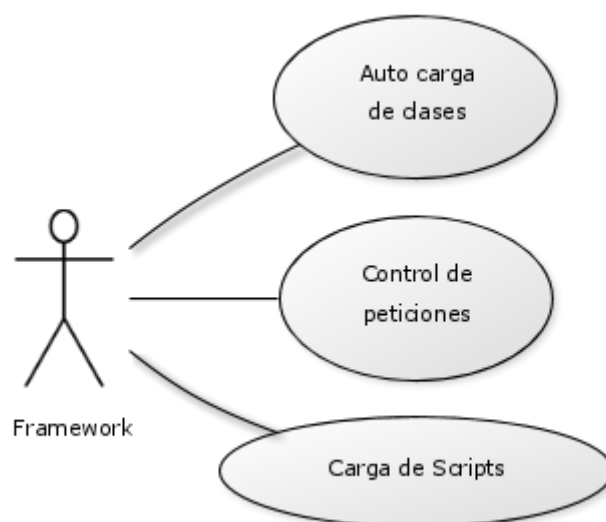 Auto carga
de clases
Control de
peticiones
Framework
Carga de Scripts